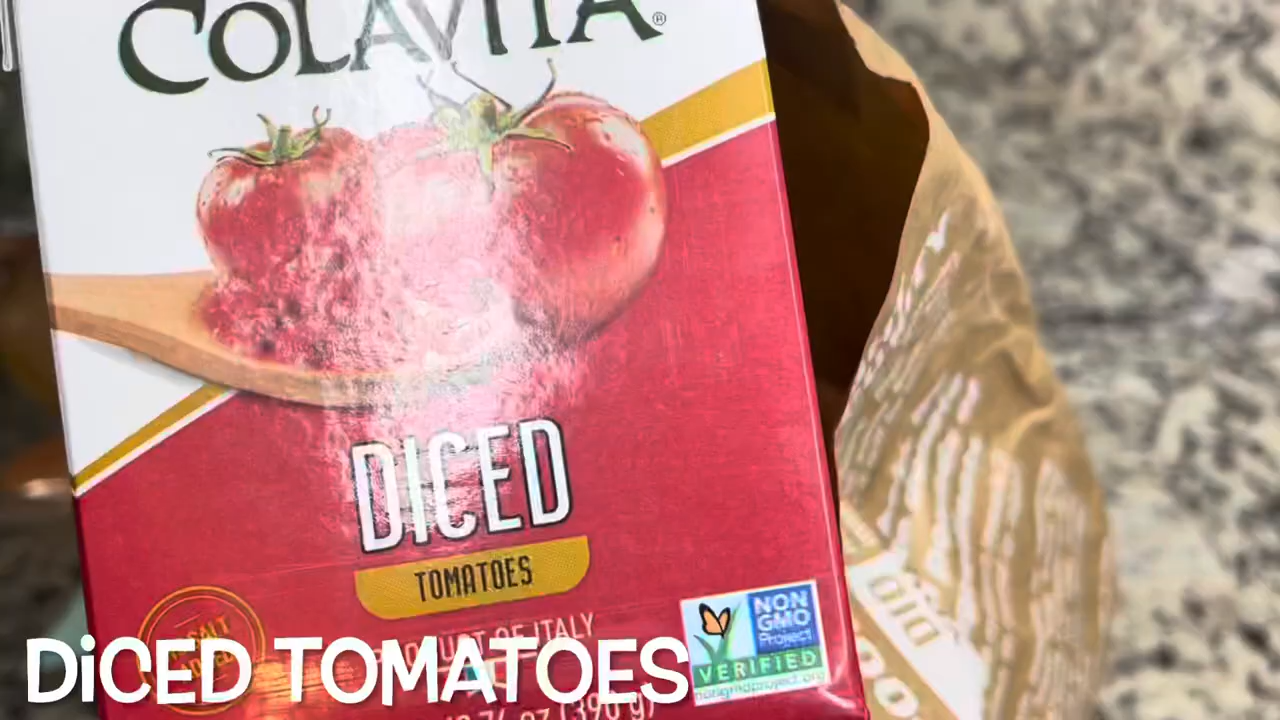 COLAVITA®
DICED
TOMATOES
PRODUCT OF ITALY
NON
GMO
Project
VERIFIED
nongmoproject.org
DiCED TOMATOES